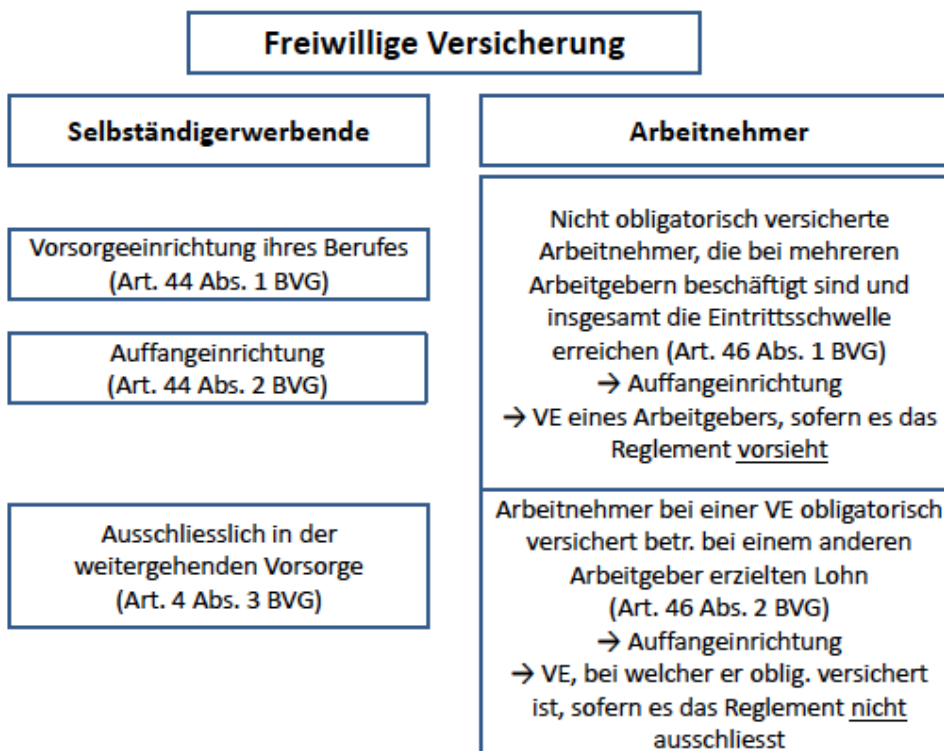 Freiwillige Versicherung
Selbständigerwerbende
Vorsorgeeinrichtung ihres Berufes
(Art. 44 Abs. 1 BVG)
Auffangeinrichtung
(Art. 44 Abs. 2 BVG)
Ausschliesslich in der
weitergehenden Vorsorge
(Art. 4 Abs. 3 BVG)
Arbeitnehmer
Nicht obligatorisch versicherte
Arbeitnehmer, die bei mehreren
Arbeitgebern beschäftigt sind und
insgesamt die Eintrittsschwelle
erreichen (Art. 46 Abs. 1 BVG)
→ Auffangeinrichtung
→ VE eines Arbeitgebers, sofern es das
Reglement vorsieht
Arbeitnehmer bei einer VE obligatorisch
versichert betr. bei einem anderen
Arbeitgeber erzielten Lohn
(Art. 46 Abs. 2 BVG)
→ Auffangeinrichtung
→ VE, bei welcher er oblig. versichert
ist, sofern es das Reglement nicht
ausschliesst